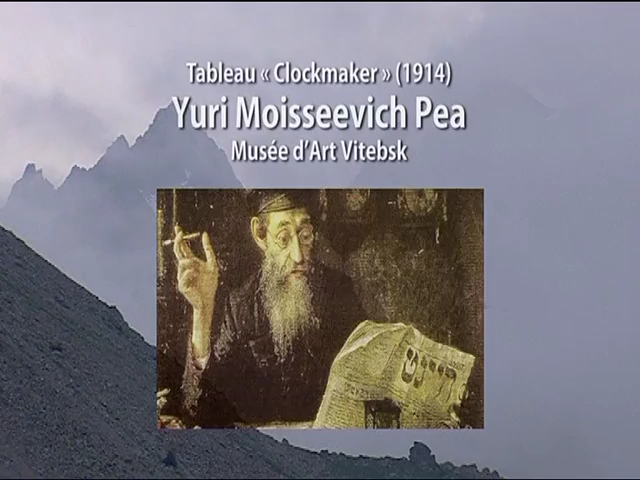 Tableau « Clockmaker » (1914)
Yuri Moisseevich Pea
Musée d'Art Vitebsk